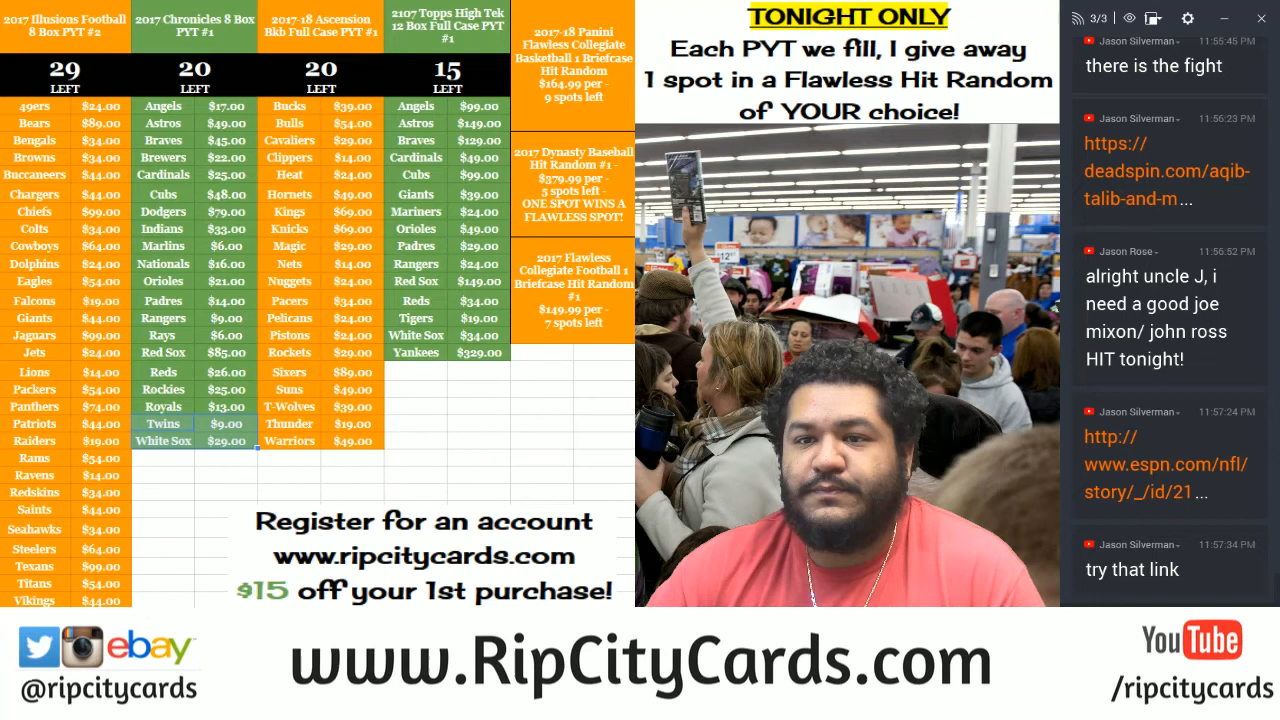 2017 Illusions Football
8 Box PYT #2
29
LEFT
49ers $24.00
Bears $89.00
Bengals $34.00
Browns $34.00
Buccaneers $44.00
Chargers $44.00
Chiefs $99.00
Colts $34.00
Cowboys $64.00
Dolphins $24.00
Eagles $54.00
Falcons $19.00
Giants $44.00
Jaguars $99.00
Jets $24.00
Lions $14.00
Packers $54.00
Panthers $74.00
Patriots $44.00
Raiders $19.00
Rams $54.00
Ravens $14.00
Redskins $34.00
Saints $44.00
Seahawks $34.00
Steelers $64.00
Texans $99.00
Titans $54.00
Vikings $44.00
2017 Chronicles 8 Box
PYT #1
20
LEFT
Angels $17.00
Astros $49.00
Braves $45.00
Brewers $22.00
Cardinals $25.00
Cubs $48.00
Dodgers $79.00
Indians $33.00
Marlins $6.00
Nationals $16.00
Orioles $21.00
Padres $14.00
Rangers $9.00
Rays $6.00
Red Sox $85.00
Reds $26.00
Rockies $25.00
Royals $13.00
Twins $9.00
White Sox $29.00
2017-18 Ascension
Bkb Full Case PYT #1
20
LEFT
Bucks $39.00
Bulls $54.00
Cavaliers $29.00
Clippers $14.00
Heat $24.00
Hornets $49.00
Kings $69.00
Knicks $69.00
Magic $29.00
Nets $14.00
Nuggets $24.00
Pacers $34.00
Pelicans $24.00
Pistons $24.00
Rockets $29.00
Sixers $89.00
Suns $49.00
T-Wolves $39.00
Thunder $19.00
Warriors $49.00
2107 Topps High Tek
12 Box Full Case PYT
#1
15
LEFT
Angels $99.00
Astros $149.00
Braves $129.00
Cardinals $49.00
Cubs $99.00
Giants $39.00
Mariners $24.00
Orioles $49.00
Padres $29.00
Rangers $24.00
Red Sox $149.00
Reds $34.00
Tigers $19.00
White Sox $34.00
Yankees $329.00
2017-18 Panini
Flawless Collegiate
Basketball 1 Briefcase
Hit Random
$164.99 per -
9 spots left
2017 Dynasty Baseball
Hit Random #1 -
$379.99 per -
5 spots left -
ONE SPOT WINS A
FLAWLESS SPOT!
2017 Flawless
Collegiate Football 1
Briefcase Hit Random
#1
$149.99 per -
7 spots left
Register for an account
www.ripcitycards.com
$15 off your 1st purchase!
TONIGHT ONLY
Each PYT we fill, I give away
1 spot in a Flawless Hit Random
of YOUR choice!
3/3
Jason Silverman 11:55:45 PM
there is the fight
Jason Silverman 11:56:23 PM
https://
deadspin.com/aqib-
talib-and-m...
Jason Rose 11:56:52 PM
alright uncle J, i
need a good joe
mixon/ john ross
HIT tonight!
Jason Silverman 11:57:24 PM
http://
www.espn.com/nfl/
story/_/id/21...
Jason Silverman 11:57:34 PM
try that link
ebay
@ripcitycards
www.RipCityCards.com
YouTube
/ripcitycards